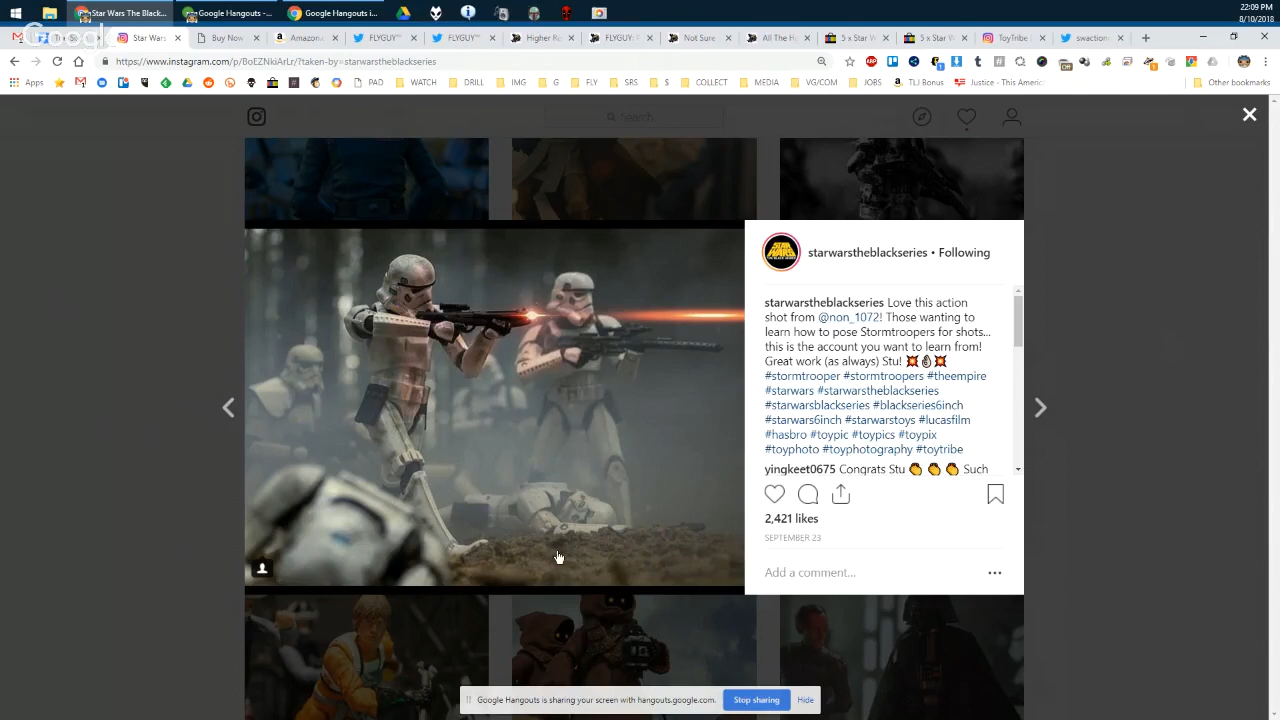 Star Wars The Black...
Google Hangouts -...
Google Hangouts i...
22:09 PM
8/10/2018
Google
Star Wars
Buy Now
Amazon.
FLYGUY™
FLYGUY™
Higher Re
FLYGUY: F
Not Sure
All The H
5 x Star W
5 x Star W
ToyTribe
swaction
https://www.instagram.com/p/BoEZNkiArLr/?taken-by=starwarstheblackseries
Apps
PAD
WATCH
DRILL
IMG
G
FLY
SRS
$
COLLECT
MEDIA
VG/COM
JOBS
TLJ Bonus
Justice - This Americ
Other bookmarks
Search
starwarstheblackseries • Following
starwarstheblackseries Love this action
shot from @non_1072! Those wanting to
learn how to pose Stormtroopers for shots...
this is the account you want to learn from!
Great work (as always) Stu! 💥👌💥
#stormtrooper #stormtroopers #theempire
#starwars #starwarstheblackseries
#starwarsblackseries #blackseries6inch
#starwars6inch #starwarstoys #lucasfilm
#hasbro #toypic #toypics #toypix
#toyphoto #toyphotography #toytribe
yingkeet0675 Congrats Stu 👏 👏 👏 Such
2,421 likes
SEPTEMBER 23
Add a comment...
Google Hangouts is sharing your screen with hangouts.google.com.
Stop sharing
Hide